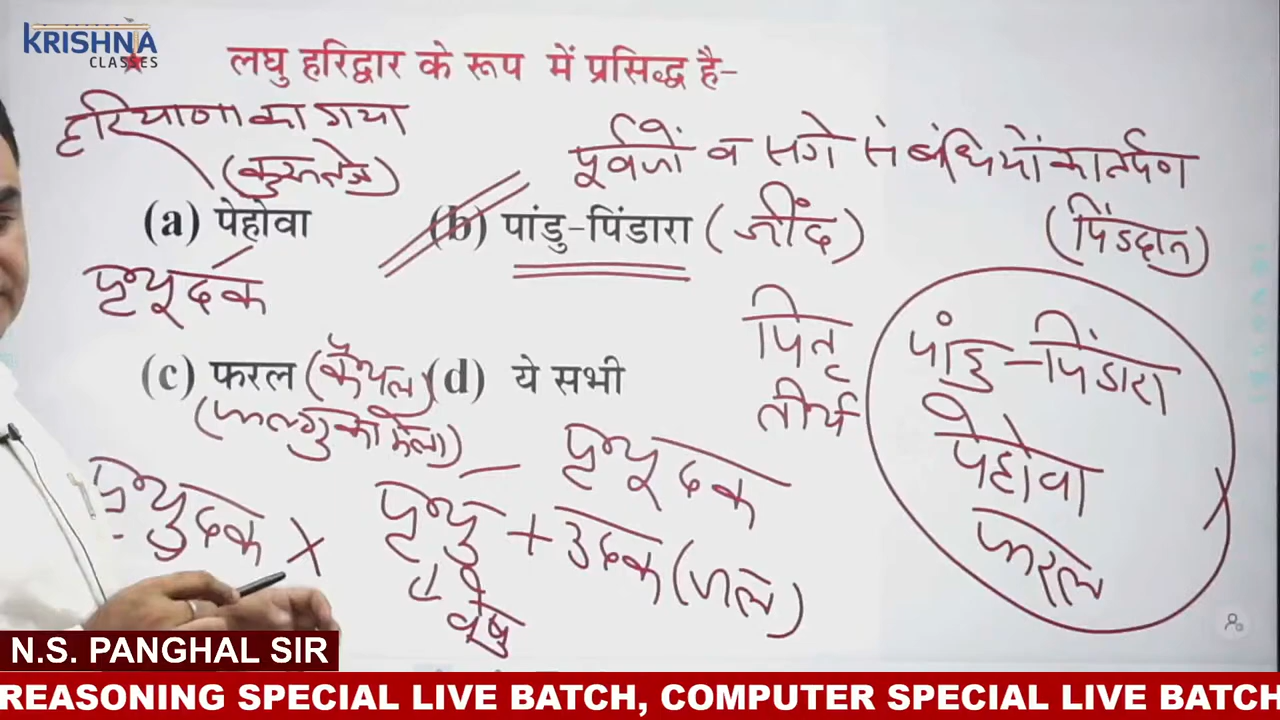 KRISHNA
CLASSES
लघु हरिद्वार के रूप में प्रसिद्ध है-
हरियाणा का गया
(कुरुक्षेत्र)
पूर्वजों व सगे संबंधियों का तर्पण
(पिंडदान)
(a) पेहोवा
(b) पांडु-पिंडारा (जींद)
पृथूदक
(c) फरल (कैथल)
(फल्गु का मेला)
(d) ये सभी
पितृ
तीर्थ
पांडु-पिंडारा
पेहोवा
फरल
पृथूदक
पृथुदक X
पृथु + उदक (जल)
N.S. PANGHAL SIR
REASONING SPECIAL LIVE BATCH, COMPUTER SPECIAL LIVE BATCH